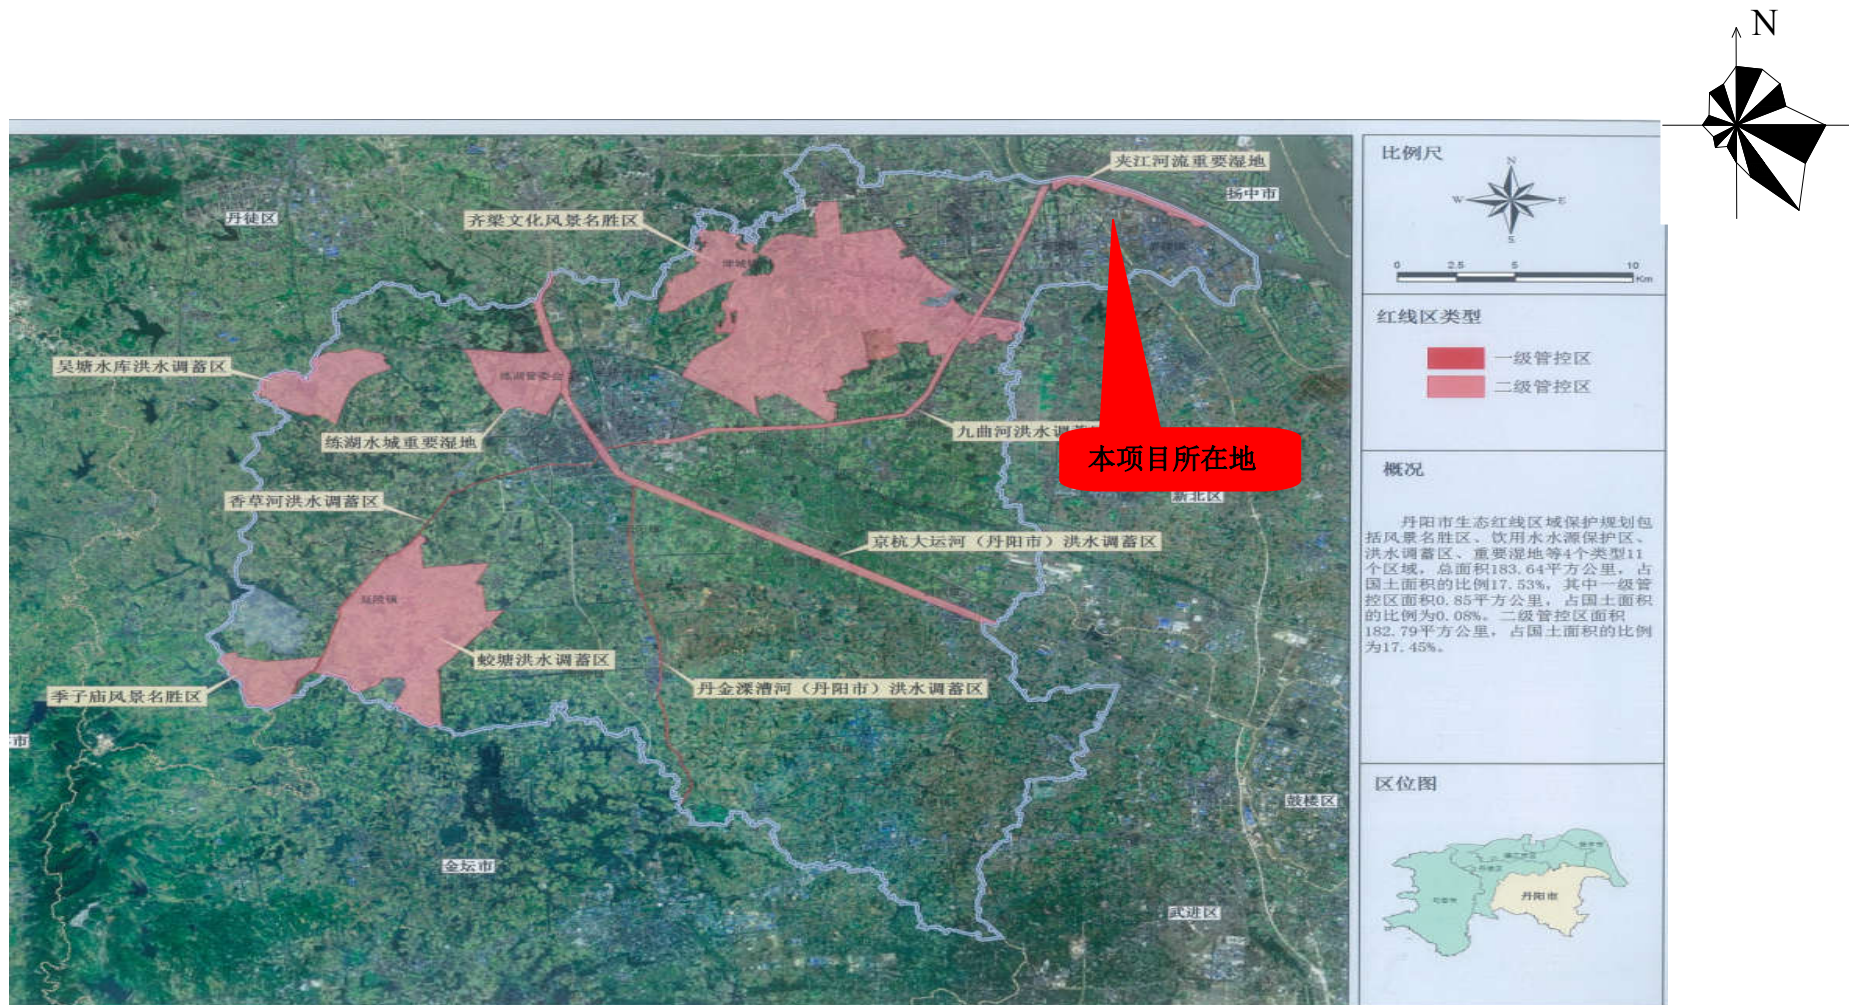 N
夹江河流重要湿地
扬中市
丹徒区
齐梁文化风景名胜区
吴塘水库洪水调蓄区
练湖管委会
练湖水城重要湿地
九曲河洪水调蓄
本项目所在地
新北区
香草河洪水调蓄区
京杭大运河（丹阳市）洪水调蓄区
延陵镇
蛟塘洪水调蓄区
季子庙风景名胜区
丹金溧漕河（丹阳市）洪水调蓄区
市
鼓楼区
金坛市
武进区
比例尺
N
W
E
S
0 2.5 5 10
Km
红线区类型
一级管控区
二级管控区
概况
丹阳市生态红线区域保护规划包
括风景名胜区、饮用水水源保护区、
洪水调蓄区、重要湿地等4个类型11
个区域，总面积183.64平方公里，占
国土面积的比例17.53%。其中一级管
控区面积0.85平方公里，占国土面积
的比例为0.08%。二级管控区面积
182.79平方公里，占国土面积的比例
为17.45%。
区位图
丹阳市